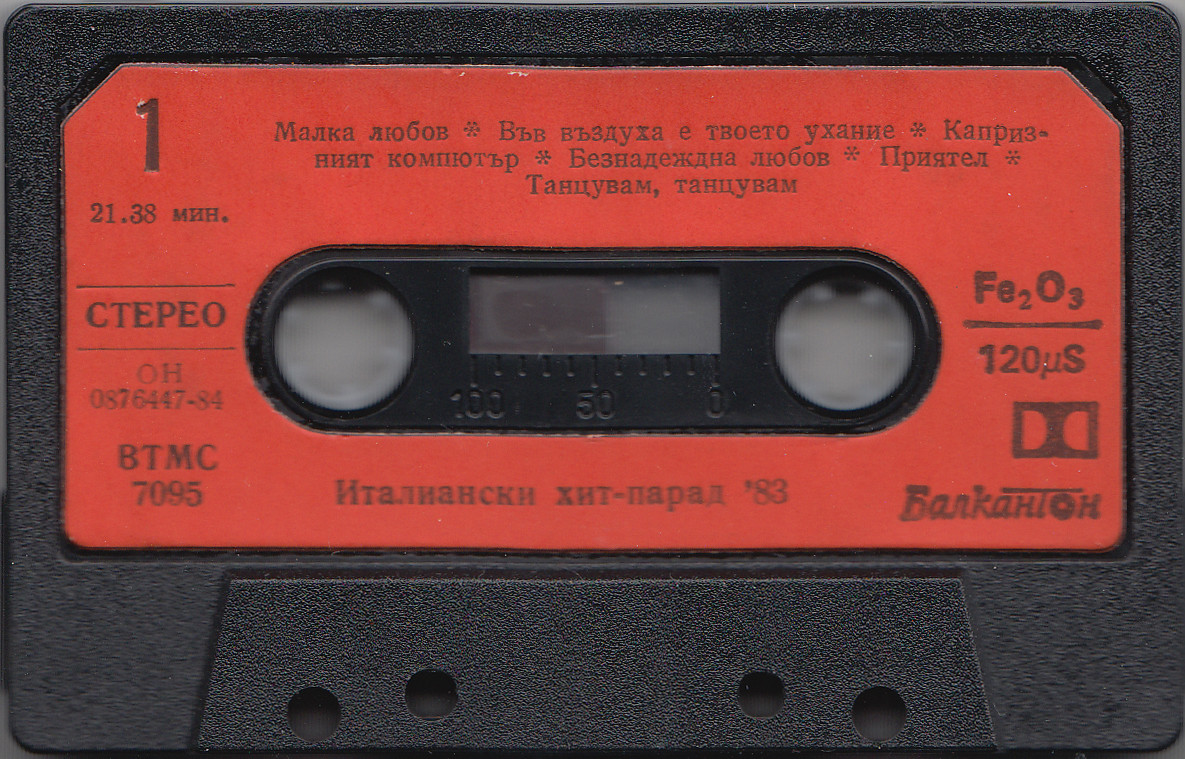 1
Малка любов * Във въздуха е твоето ухание * Каприз-
ният компютър * Безнадеждна любов * Приятел *
Танцувам, танцувам
21.38 мин.
СТЕРЕО
ОН
0876447-84
ВТМС
7095
100 50 0
Fe₂O₃
120µS
Италиански хит-парад '83
Балкантон